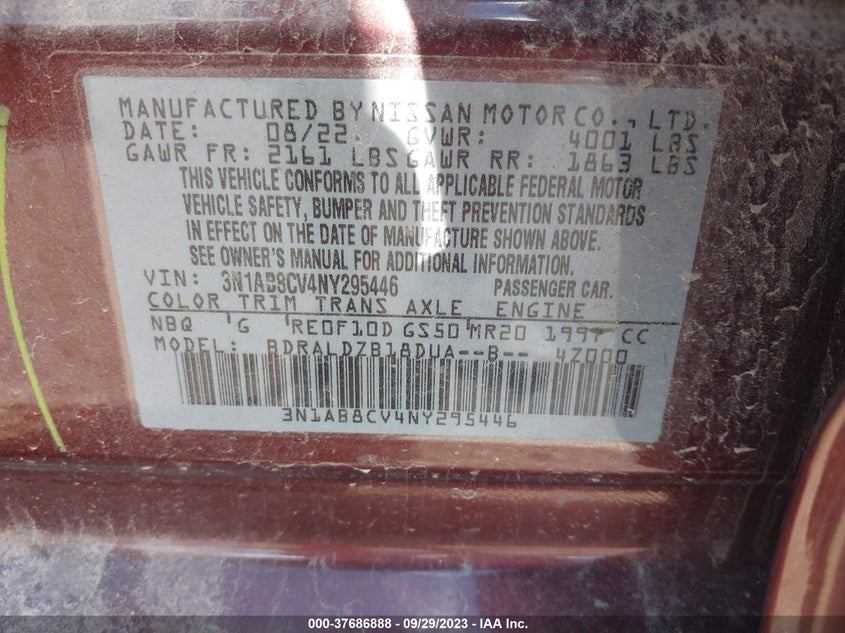 MANUFACTURED BY NISSAN MOTOR CO., LTD.
DATE: 08/22 GVWR: 4001 LBS
GAWR FR: 2161 LBS GAWR RR: 1863 LBS
THIS VEHICLE CONFORMS TO ALL APPLICABLE FEDERAL MOTOR
VEHICLE SAFETY, BUMPER AND THEFT PREVENTION STANDARDS
IN EFFECT ON THE DATE OF MANUFACTURE SHOWN ABOVE.
SEE OWNER'S MANUAL FOR ADDITIONAL INFORMATION.
VIN: 3N1AB8CV4NY295446 PASSENGER CAR.
COLOR TRIM TRANS AXLE ENGINE
NBQ G RE0F10D GS50 MR20 1997 CC
MODEL: BDRALDZB18DUA--B-- 4Z000
3N1AB8CV4NY295446
000-37686888 - 09/29/2023 - IAA Inc.